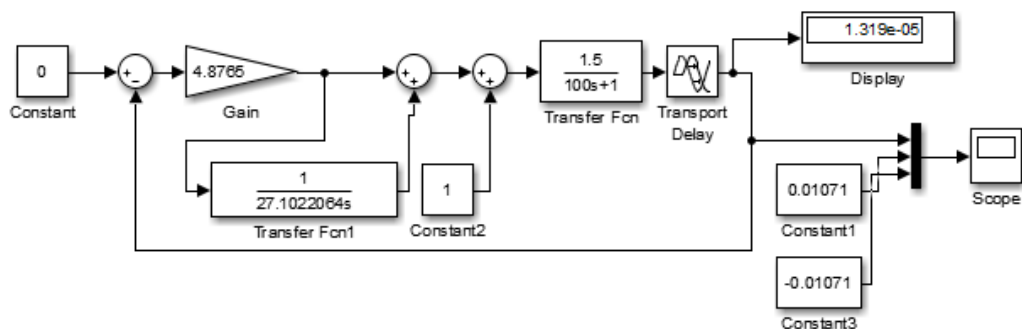 0
Constant
+
-
4.8765
Gain
1
27.1022064s
Transfer Fcn1
+
+
1
Constant2
+
+
1.5
100s+1
Transfer Fcn
Transport
Delay
1.319e-05
Display
0.01071
Constant1
-0.01071
Constant3
Scope